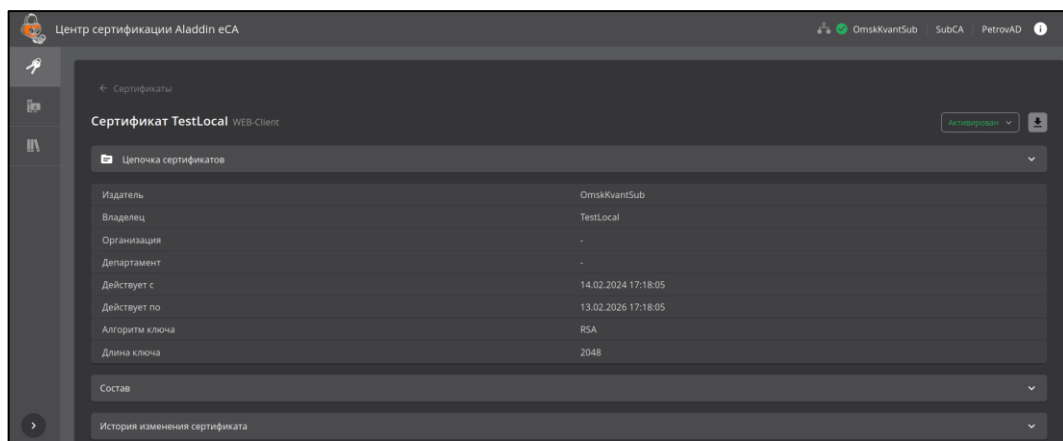 Центр сертификации Aladdin eCA
OmskKvantSub SubCA PetrovAD
← Сертификаты
Сертификат TestLocal WEB-Client
Активирован
Цепочка сертификатов
Издатель OmskKvantSub
Владелец TestLocal
Организация -
Департамент -
Действует с 14.02.2024 17:18:05
Действует по 13.02.2026 17:18:05
Алгоритм ключа RSA
Длина ключа 2048
Состав
История изменения сертификата